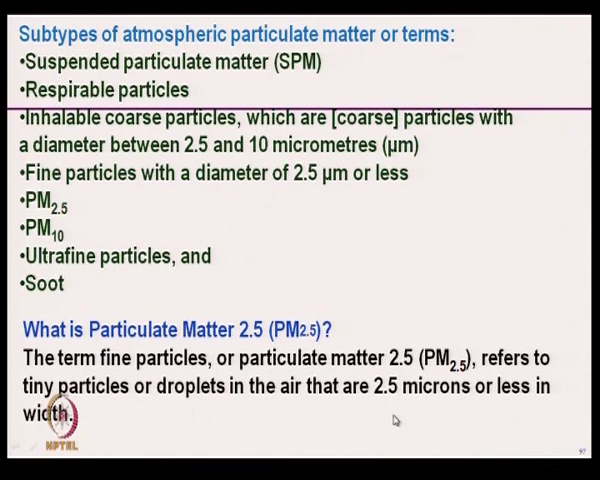 Subtypes of atmospheric particulate matter or terms:
•Suspended particulate matter (SPM)
•Respirable particles
•Inhalable coarse particles, which are [coarse] particles with
a diameter between 2.5 and 10 micrometres (µm)
•Fine particles with a diameter of 2.5 µm or less
•PM2.5
•PM10
•Ultrafine particles, and
•Soot
What is Particulate Matter 2.5 (PM2.5)?
The term fine particles, or particulate matter 2.5 (PM2.5), refers to
tiny particles or droplets in the air that are 2.5 microns or less in
width.
NPTEL
97